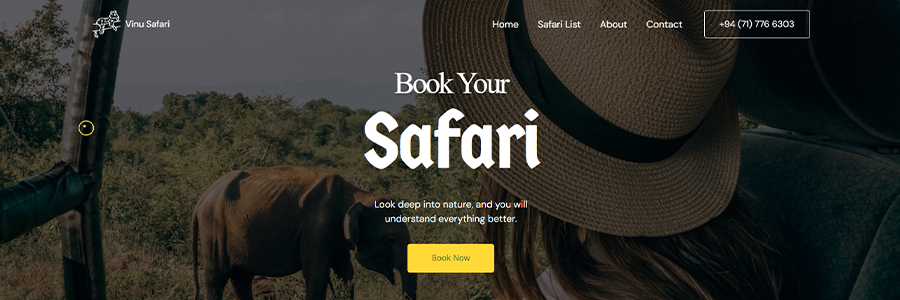 Vinu Safari
Home Safari List About Contact +94 (71) 776 6303
Book Your
Safari
Look deep into nature, and you will
understand everything better.
Book Now